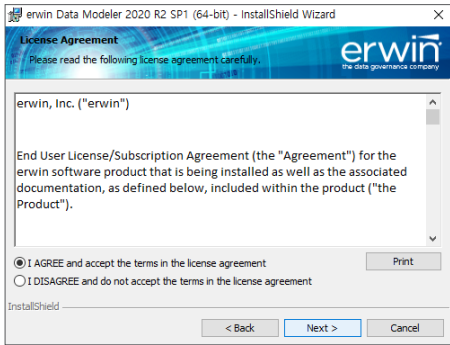 erwin Data Modeler 2020 R2 SP1 (64-bit) - InstallShield Wizard
License Agreement
Please read the following license agreement carefully.
erwin
the data governance company
erwin, Inc. ("erwin")
End User License/Subscription Agreement (the "Agreement") for the
erwin software product that is being installed as well as the associated
documentation, as defined below, included within the product ("the
Product").
I AGREE and accept the terms in the license agreement
Print
I DISAGREE and do not accept the terms in the license agreement
InstallShield
< Back
Next >
Cancel